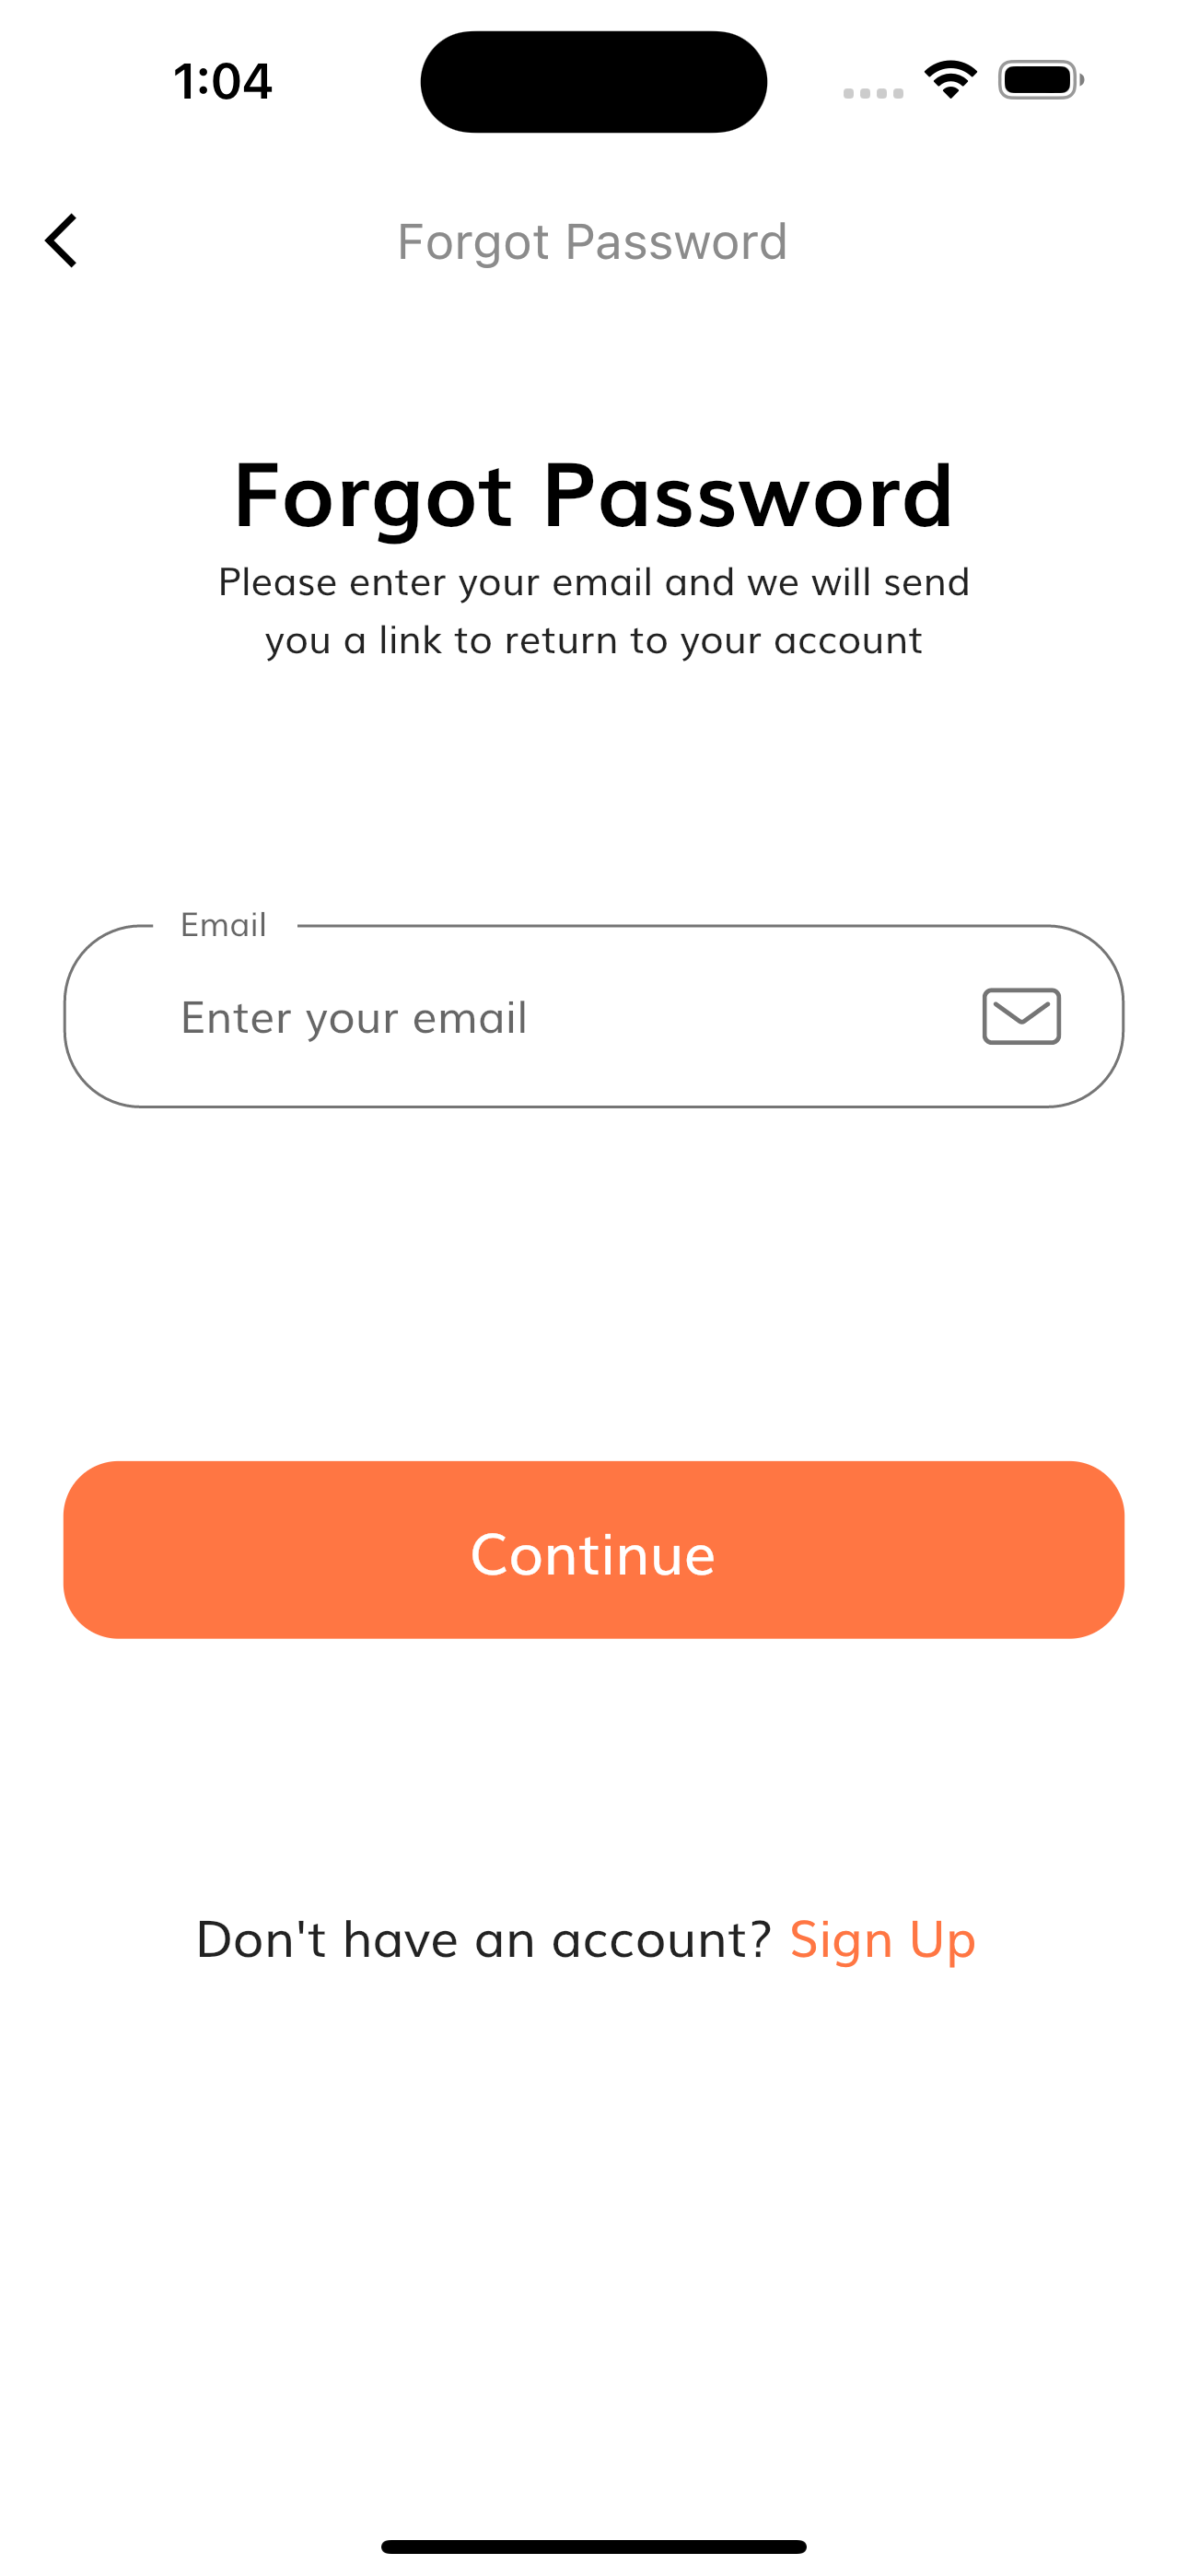 1:04
Forgot Password
Forgot Password
Please enter your email and we will send
you a link to return to your account
Email
Enter your email
Continue
Don't have an account? Sign Up